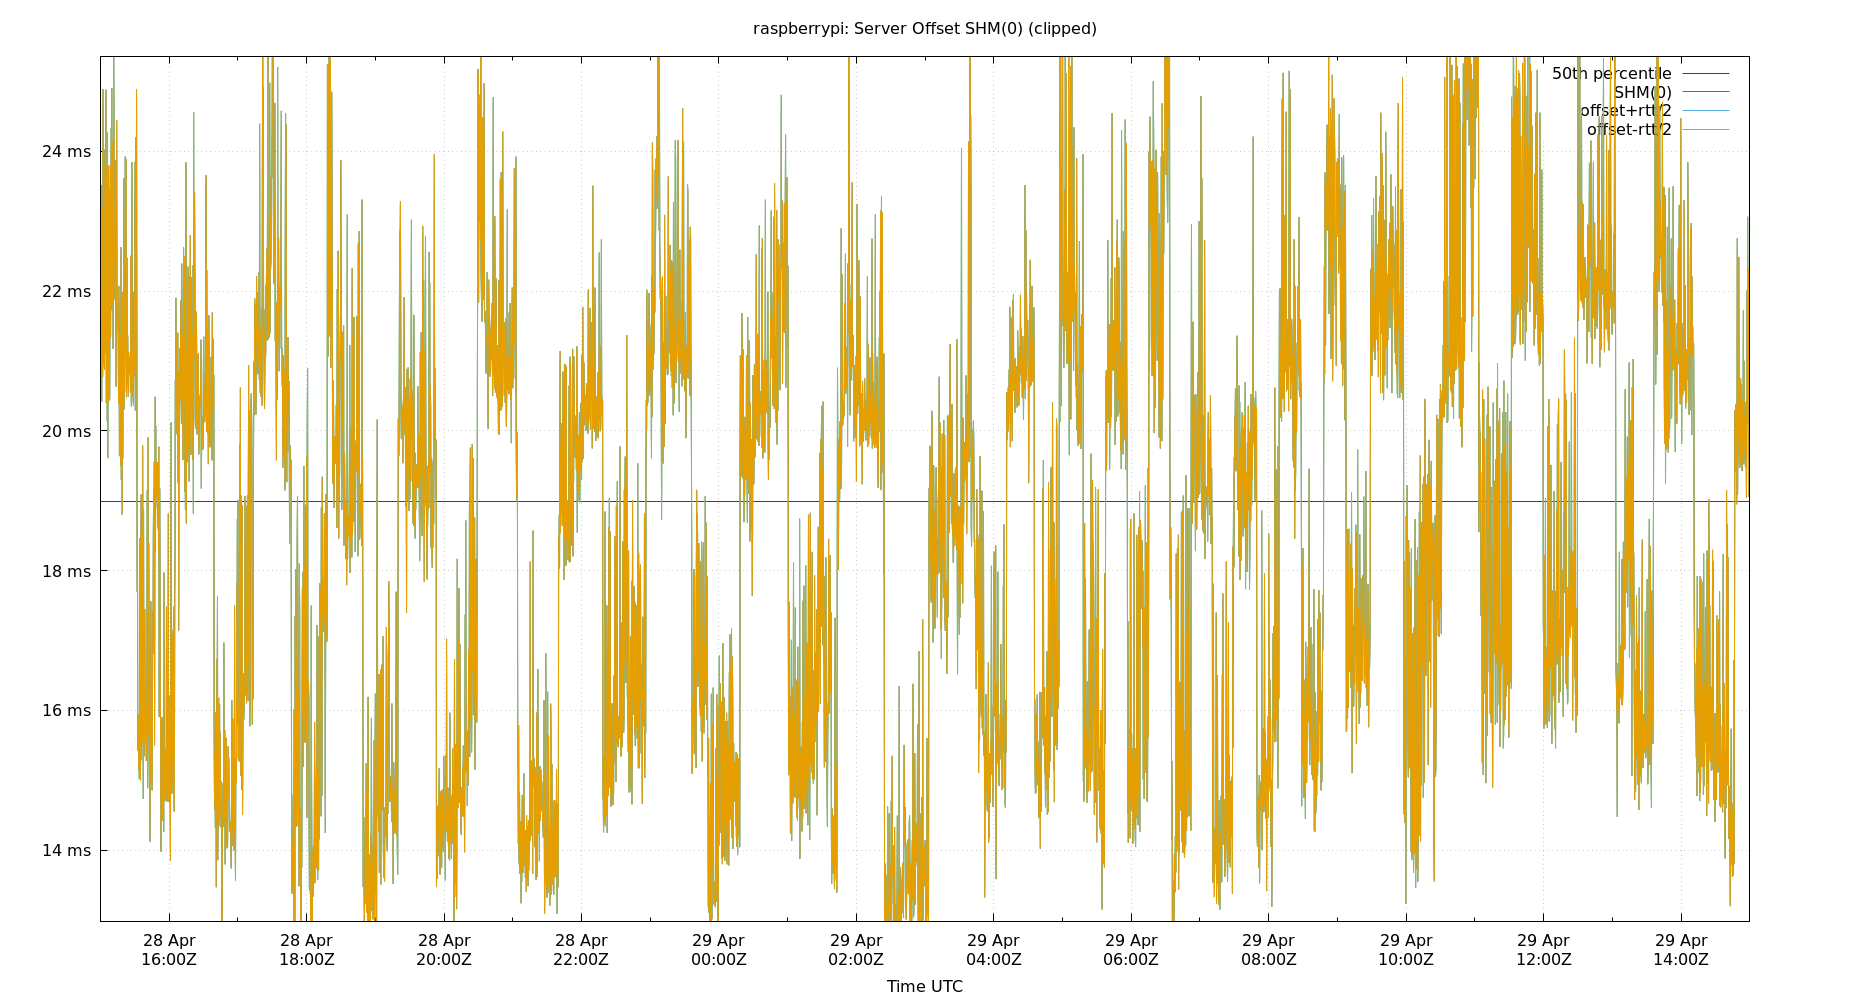 raspberrypi: Server Offset SHM(0) (clipped)
50th percentile
SHM(0)
offset+rtt/2
offset-rtt/2
24 ms
22 ms
20 ms
18 ms
16 ms
14 ms
28 Apr 28 Apr 28 Apr 28 Apr 29 Apr 29 Apr 29 Apr 29 Apr 29 Apr 29 Apr 29 Apr 29 Apr
16:00Z 18:00Z 20:00Z 22:00Z 00:00Z 02:00Z 04:00Z 06:00Z 08:00Z 10:00Z 12:00Z 14:00Z
Time UTC